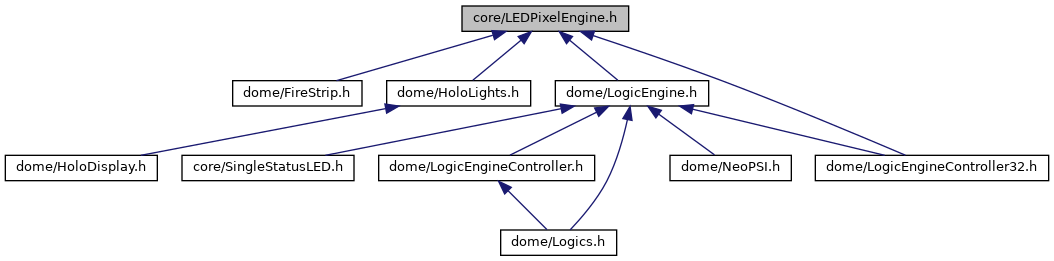 core/LEDPixelEngine.h
dome/FireStrip.h
dome/HoloLights.h
dome/LogicEngine.h
dome/HoloDisplay.h
core/SingleStatusLED.h
dome/LogicEngineController.h
dome/NeoPSI.h
dome/LogicEngineController32.h
dome/Logics.h